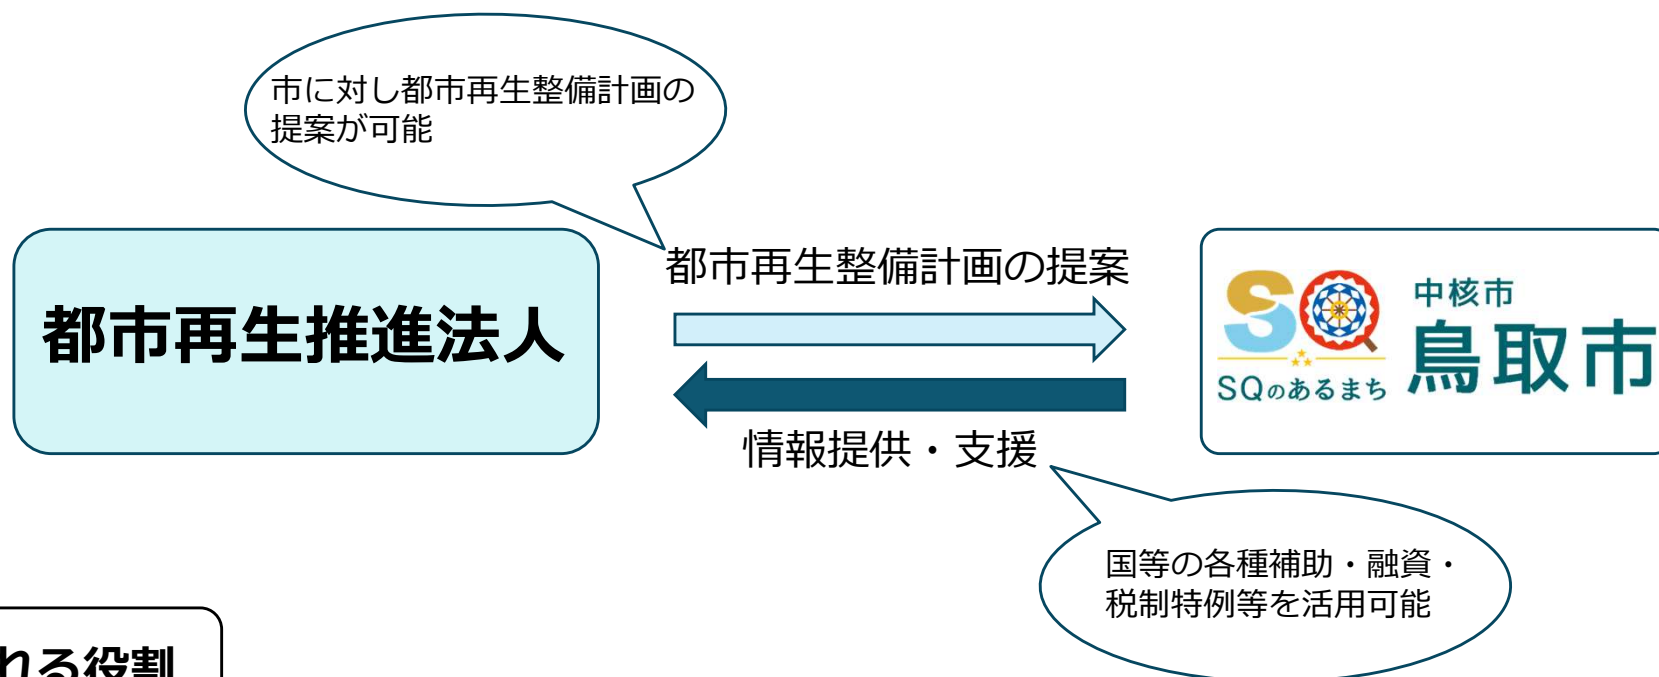 市に対し都市再生整備計画の
提案が可能
都市再生整備計画の提案
都市再生推進法人
中核市
鳥取市
SQ
SQのあるまち
情報提供・支援
国等の各種補助・融資・
税制特例等を活用可能
れる役割